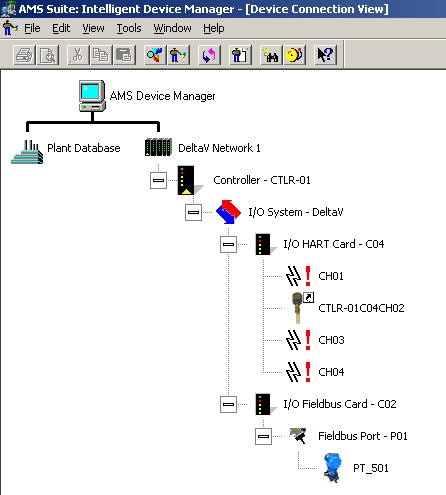 AMS Suite: Intelligent Device Manager - [Device Connection View]
File Edit View Tools Window Help
AMS Device Manager
Plant Database DeltaV Network 1
Controller - CTLR-01
I/O System - DeltaV
I/O HART Card - C04
CH01
CTLR-01C04CH02
CH03
CH04
I/O Fieldbus Card - C02
Fieldbus Port - P01
PT_501